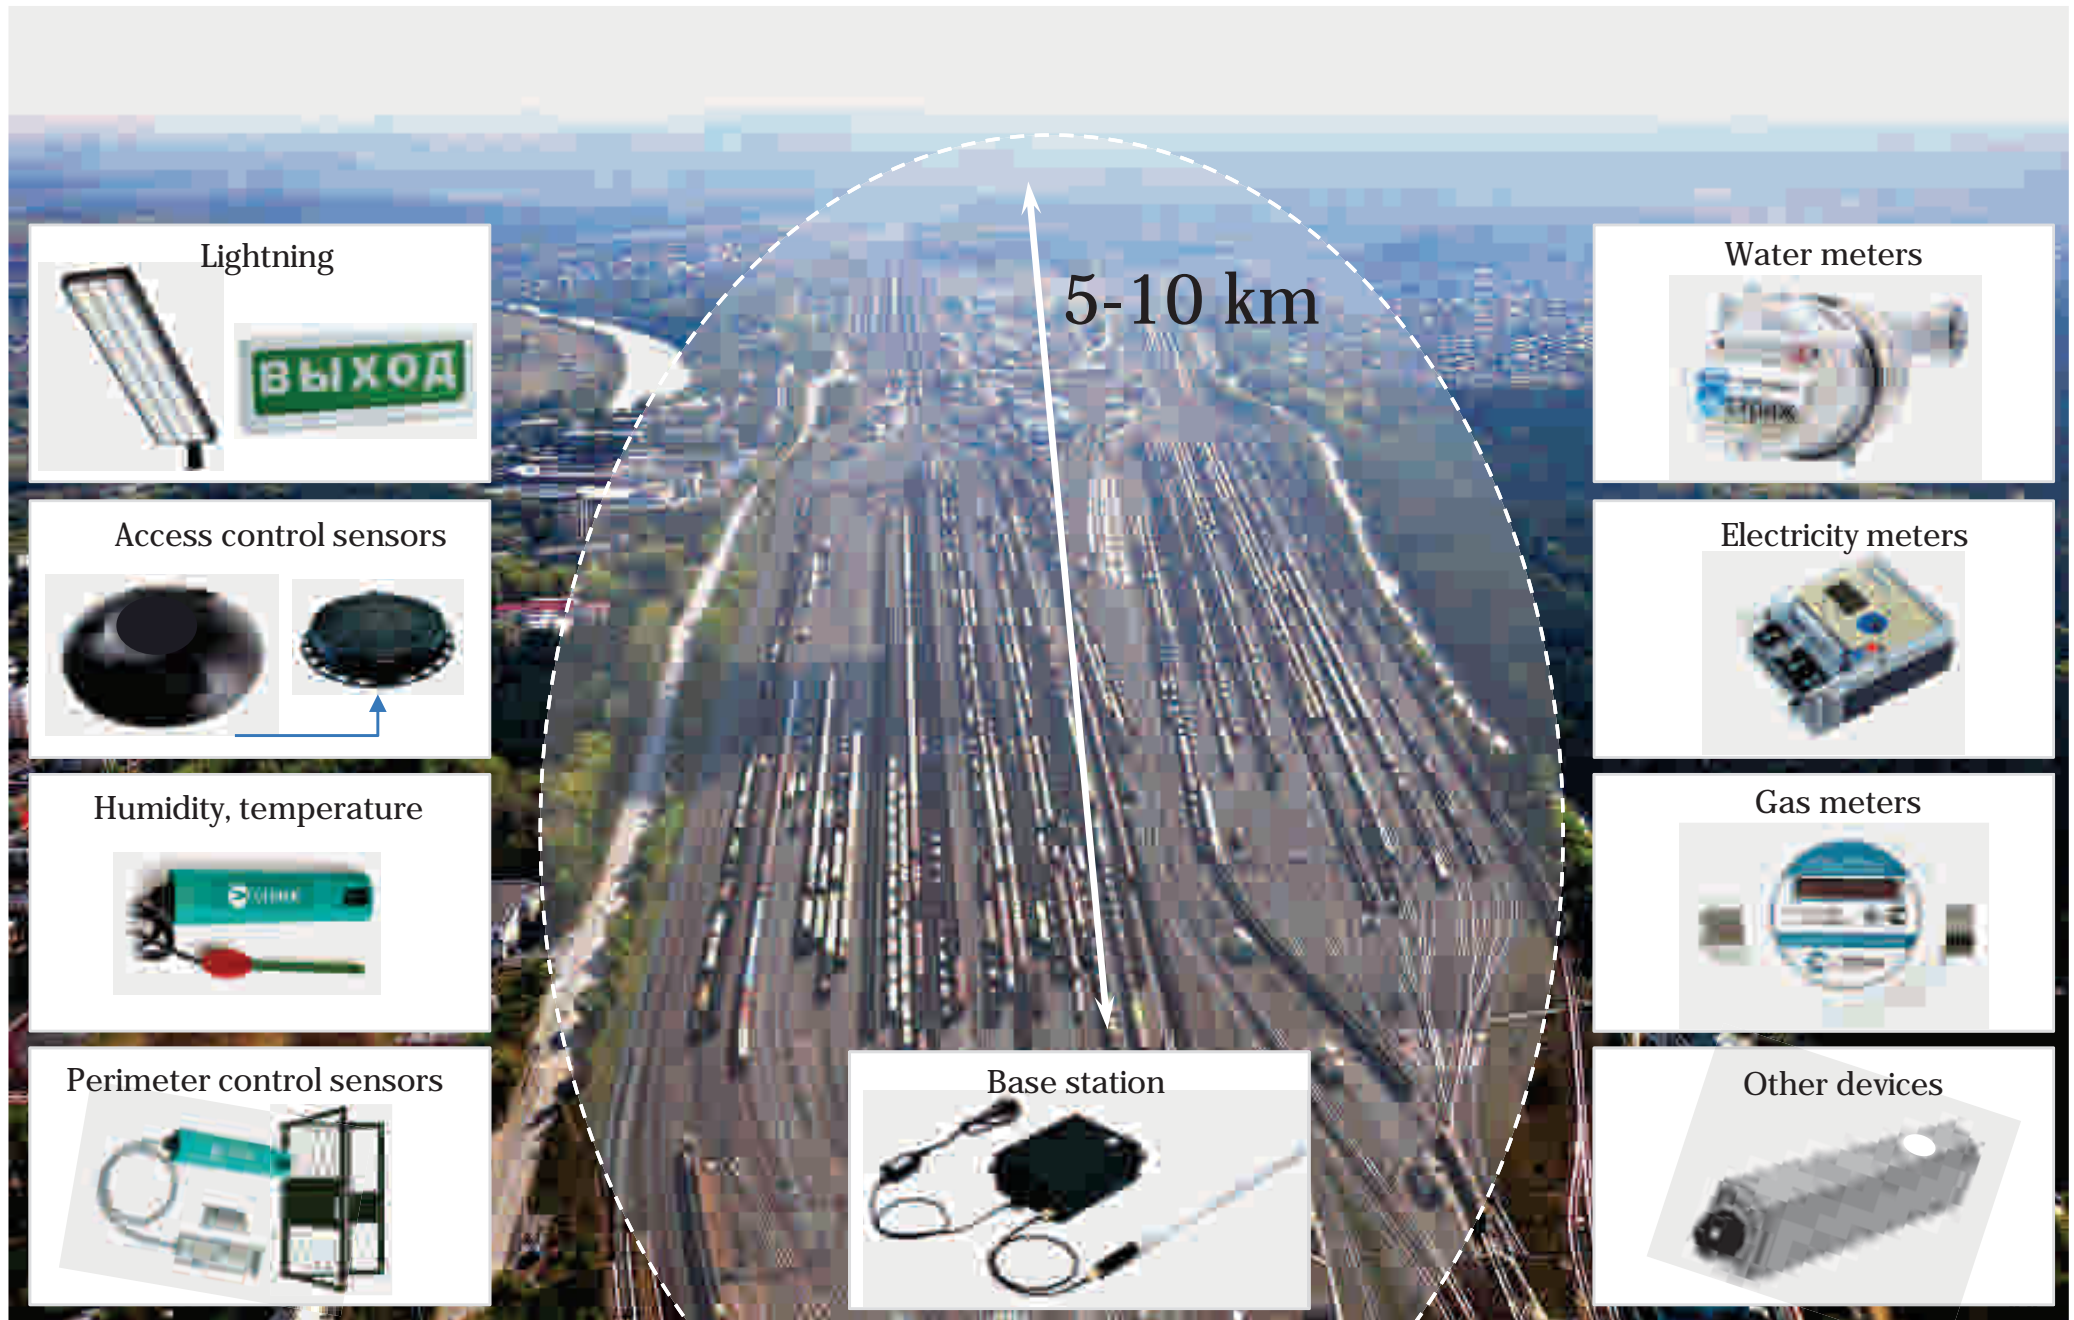 Lightning
ВЫХОД
Access control sensors
Humidity, temperature
Perimeter control sensors
5-10 km
Base station
Water meters
Electricity meters
Gas meters
Other devices